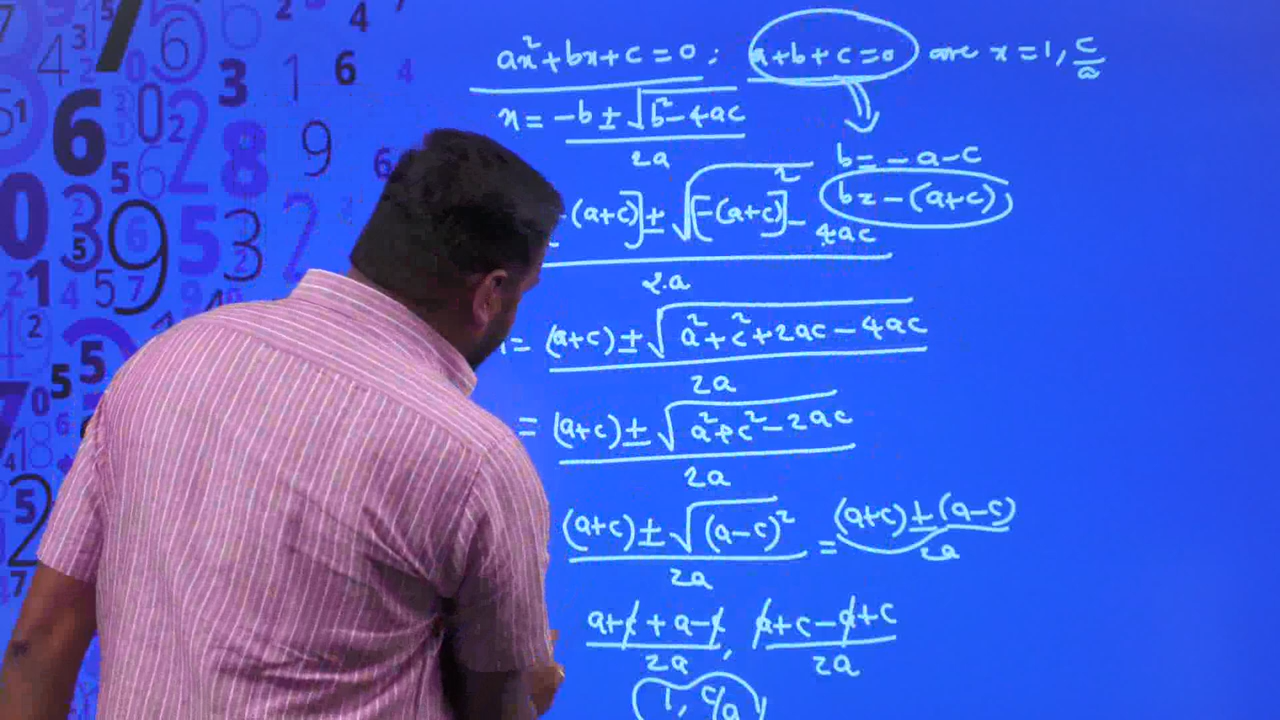 ax²+bx+c=0 ; a+b+c=0 are x=1, c/a
x = -b ± √(b²-4ac) / 2a
b = -a-c
b = -(a+c)
-(a+c)] ± √([-(a+c)]² - 4ac) / 2.a
= (a+c) ± √(a²+c²+2ac-4ac) / 2a
= (a+c) ± √(a²+c²-2ac) / 2a
(a+c) ± √((a-c)²) / 2a = (a+c) ± (a-c) / 2a
a+c+a-c / 2a , a+c-a+c / 2a
1, c/a